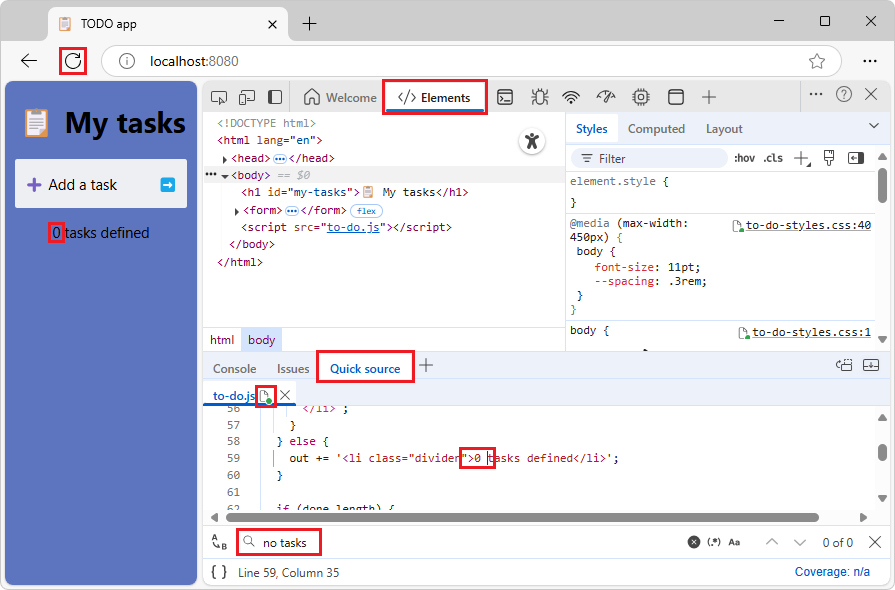 TODO app
localhost:8080
My tasks
Add a task
0 tasks defined
Welcome
Elements
<!DOCTYPE html>
<html lang="en">
<head> </head>
<body> == $0
<h1 id="my-tasks">📋 My tasks</h1>
<form> </form> flex
<script src="to-do.js"></script>
</body>
</html>
html body
Styles Computed Layout
Filter :hov .cls
element.style {
}
@media (max-width: to-do-styles.css:40
450px) {
body {
font-size: 11pt;
--spacing: .3rem;
}
}
body { to-do-styles.css:1
Console Issues Quick source
to-do.js
56 </li>`;
57 }
58 } else {
59 out += '<li class="divider">0 tasks defined</li>';
60 }
61
62 if (done.length) {
A B no tasks (.*) Aa 0 of 0
{ } Line 59, Column 35 Coverage: n/a